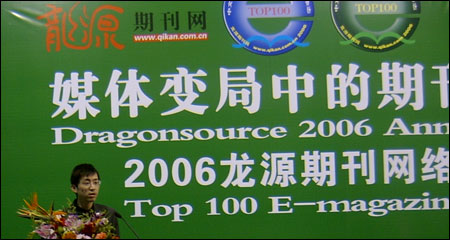 龙源 期刊网
www.qikan.com.cn
TOP100
TOP100
媒体变局中的期刊
Dragonsource 2006 Ann
2006龙源期刊网络
Top 100 E-magazin